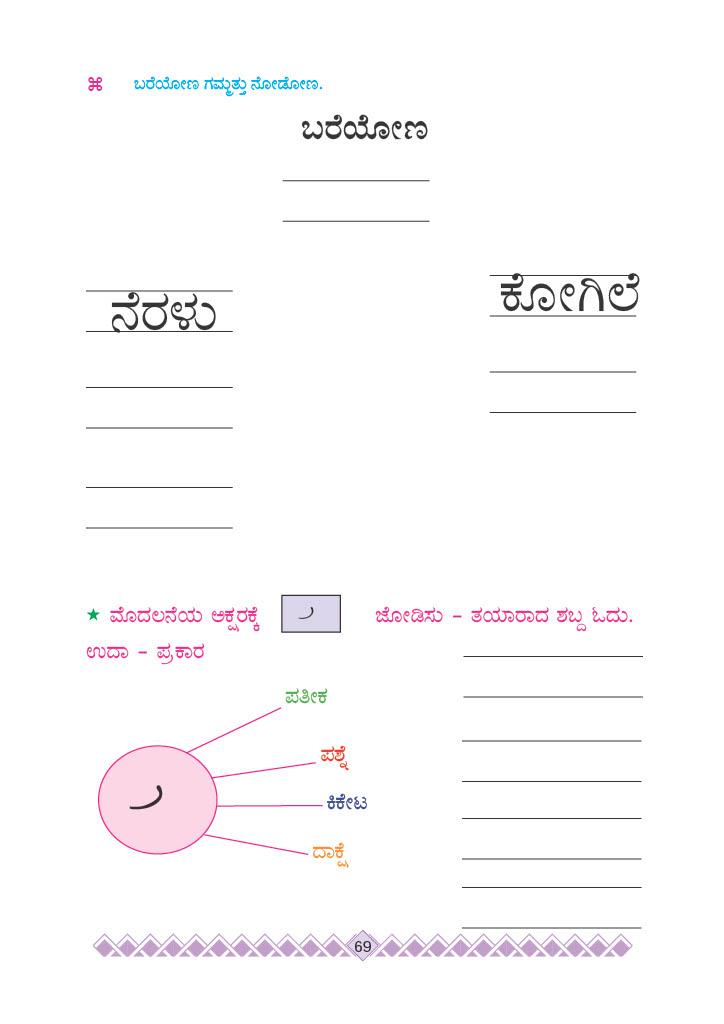 ⌘ ಬರೆಯೋಣ ಗಮ್ಮತ್ತು ನೋಡೋಣ.
ಬರೆಯೋಣ
ಕೋಗಿಲೆ
ನೆರಳು
★ ಮೊದಲನೆಯ ಅಕ್ಷರಕ್ಕೆ ್ರ ಜೋಡಿಸು – ತಯಾರಾದ ಶಬ್ದ ಓದು.
ಉದಾ – ಪ್ರಕಾರ
ಪತೀಕ
ಪಶ್ನೆ
್ರ
ಕಿಕೇಟ
ದಾಕ್ಷೆ
69